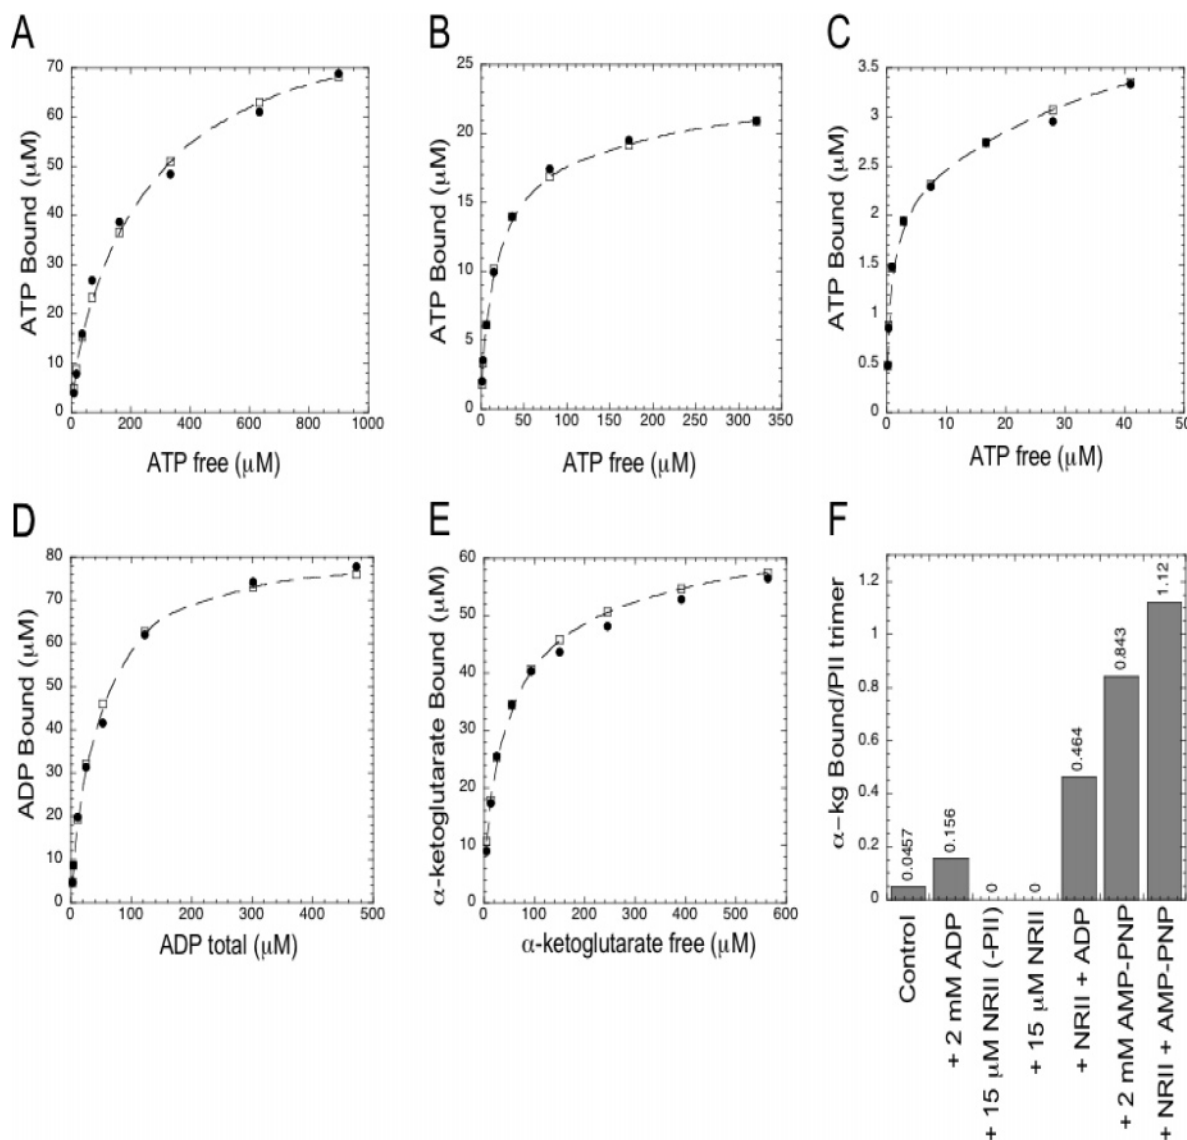 A
70
60
50
40
30
20
10
0
ATP Bound (μM)
0 200 400 600 800 1000
ATP free (μM)
B
25
20
15
10
5
0
ATP Bound (μM)
0 50 100 150 200 250 300 350
ATP free (μM)
C
3.5
3
2.5
2
1.5
1
0.5
0
ATP Bound (μM)
0 10 20 30 40 50
ATP free (μM)
D
80
70
60
50
40
30
20
10
0
ADP Bound (μM)
0 100 200 300 400 500
ADP total (μM)
E
60
50
40
30
20
10
0
α-ketoglutarate Bound (μM)
0 100 200 300 400 500 600
α-ketoglutarate free (μM)
F
1.2
1
0.8
0.6
0.4
0.2
0
α–kg Bound/PII trimer
0.0457
0.156
0
0
0.464
0.843
1.12
Control
+ 2 mM ADP
+ 15 μM NRII (-PII)
+ 15 μM NRII
+ NRII + ADP
+ 2 mM AMP-PNP
+ NRII + AMP-PNP